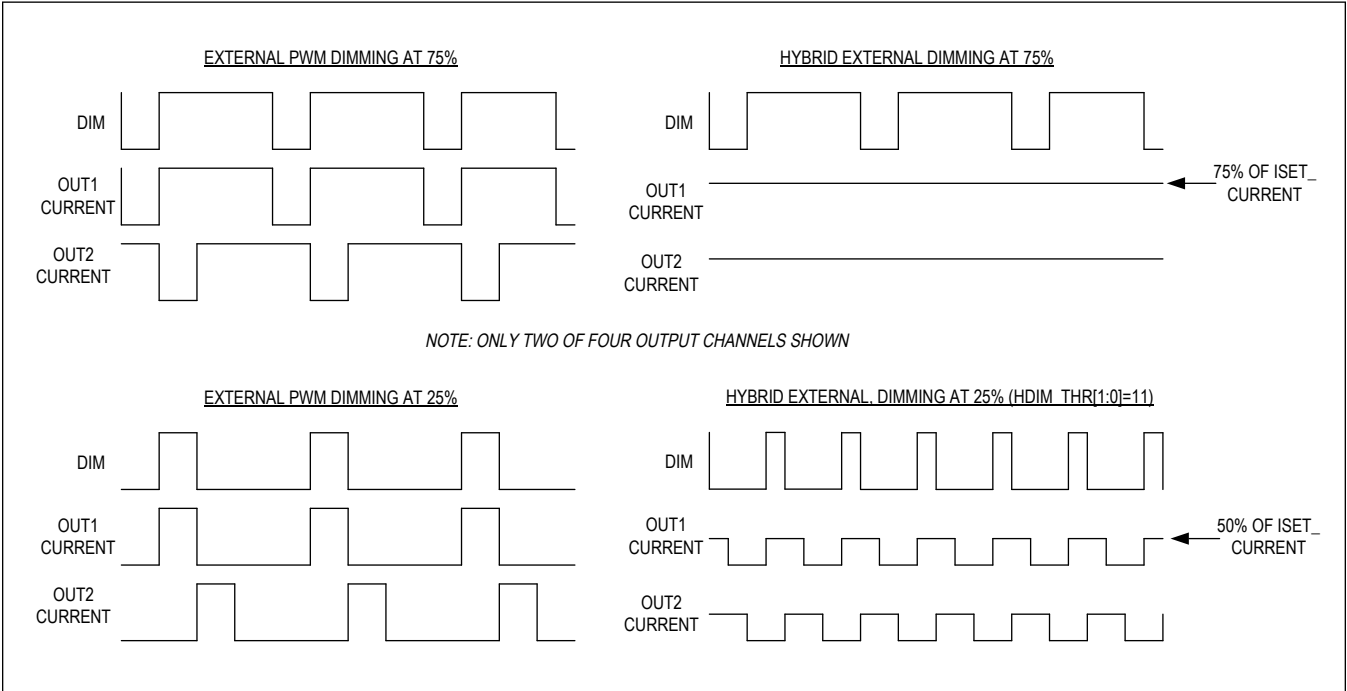 EXTERNAL PWM DIMMING AT 75%
DIM
OUT1
CURRENT
OUT2
CURRENT
HYBRID EXTERNAL DIMMING AT 75%
DIM
OUT1
CURRENT
75% OF ISET_
CURRENT
OUT2
CURRENT
NOTE: ONLY TWO OF FOUR OUTPUT CHANNELS SHOWN
EXTERNAL PWM DIMMING AT 25%
DIM
OUT1
CURRENT
OUT2
CURRENT
HYBRID EXTERNAL, DIMMING AT 25% (HDIM_THR[1:0]=11)
DIM
OUT1
CURRENT
50% OF ISET_
CURRENT
OUT2
CURRENT